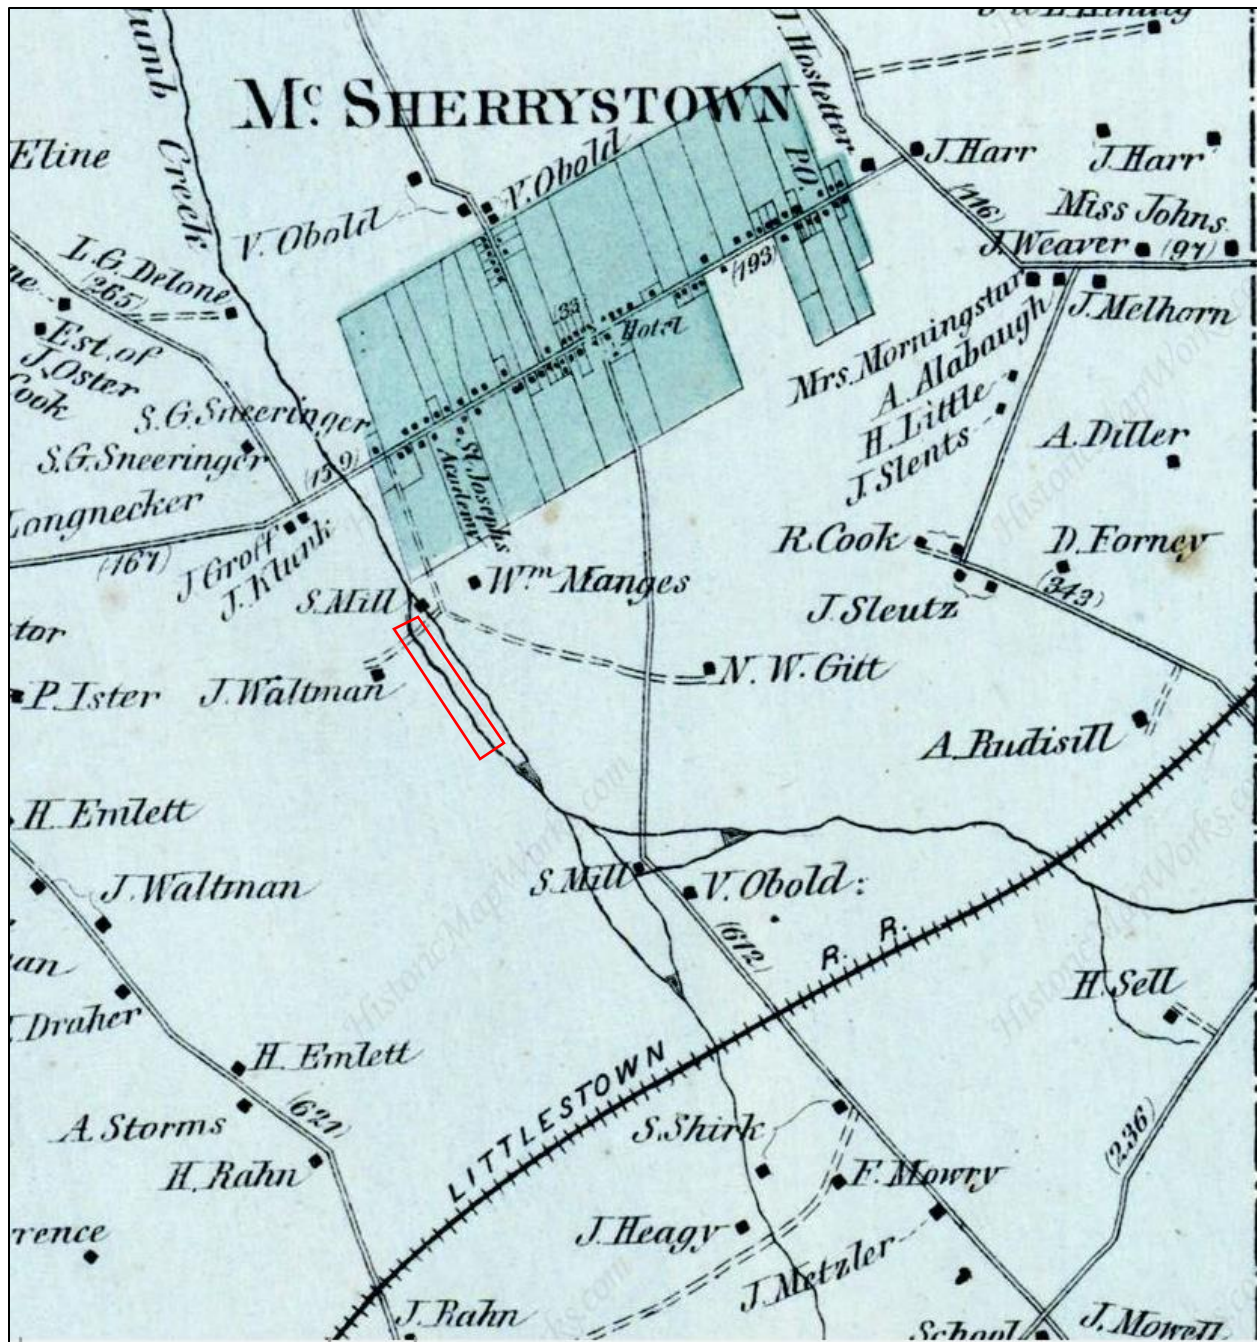 Mc. SHERRYSTOWN
Creek
J. Hostetter
P.O.
J. Harr
J. Harr
Eline
V. Obold
V. Obold
(116)
Miss Johns.
J. Weaver
(97)
J. Melhorn
L. G. Delone
(265)
Est. of
J. Oster
Cook
(193)
33
Hotel
Mrs. Morningstar
A. Alabaugh
H. Little
J. Slents
A. Diller
S. G. Sneeringer
S. G. Sneeringer
(159)
St. Josephs
Academy
Longnecker
(167)
J. Groff
J. Klunk
R. Cook
D. Forney
(343)
J. Sleutz
Wm. Manges
S. Mill
P. Ister
J. Waltman
N. W. Gitt
A. Rudisill
H. Emlett
J. Waltman
S. Mill
V. Obold:
(672)
R. R.
LITTLESTOWN
H. Sell
Draher
H. Emlett
(621)
A. Storms
H. Rahn
S. Shirk
F. Mowry
(236)
J. Heagy
J. Metzler
J. Rahn
School
J. Mowell
HistoricMapWorks.com